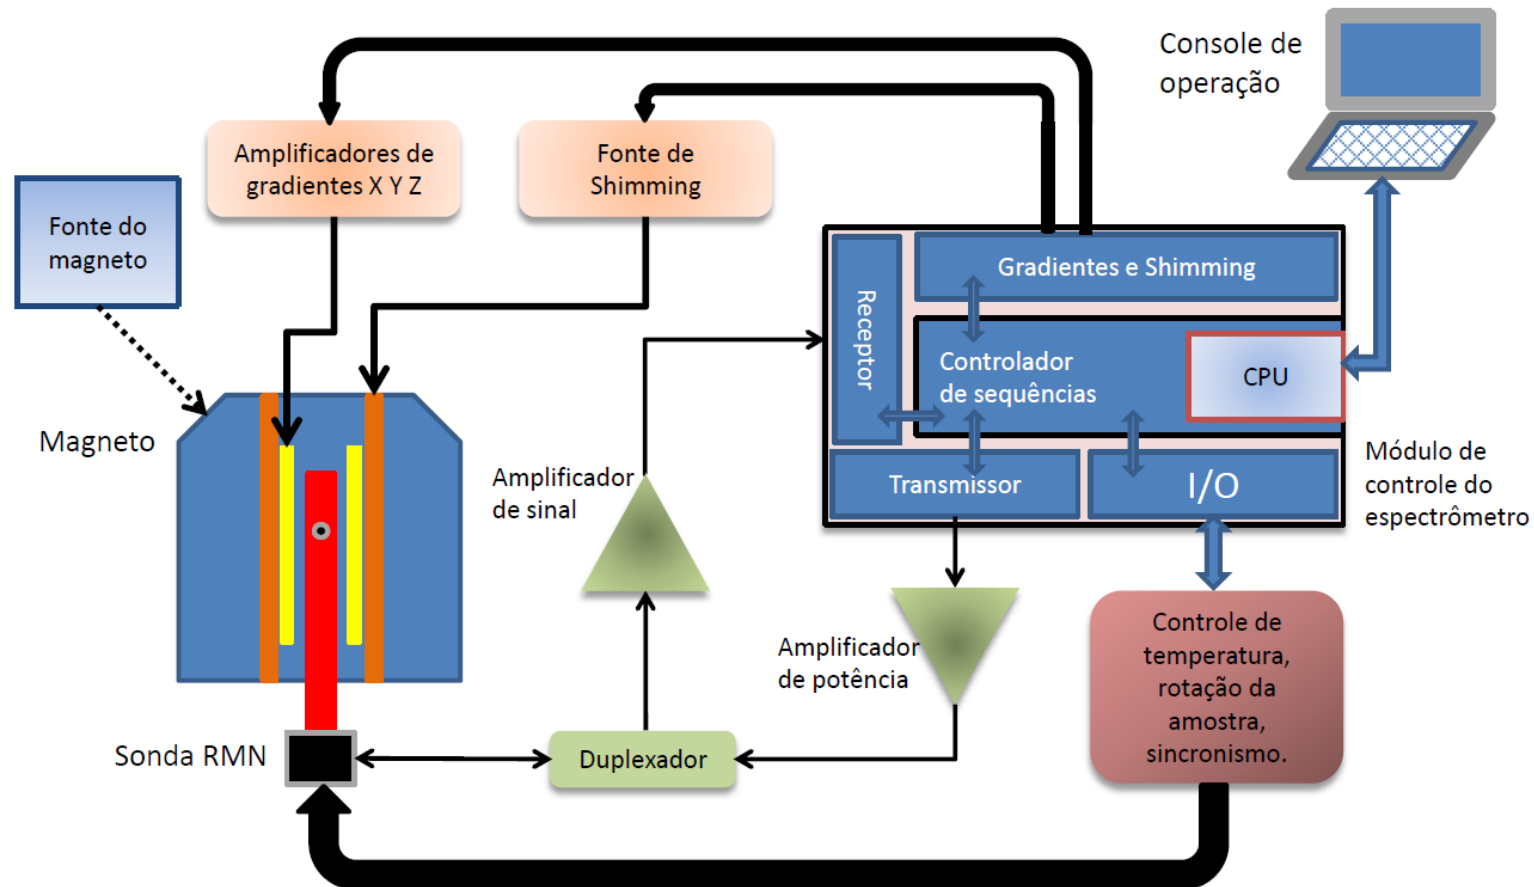 Console de
operação
Amplificadores de
gradientes X Y Z
Fonte de
Shimming
Fonte do
magneto
Gradientes e Shimming
Receptor
Controlador
de sequências
CPU
Magneto
Amplificador
de sinal
Transmissor
I/O
Módulo de
controle do
espectrômetro
Amplificador
de potência
Controle de
temperatura,
rotação da
amostra,
sincronismo.
Sonda RMN
Duplexador